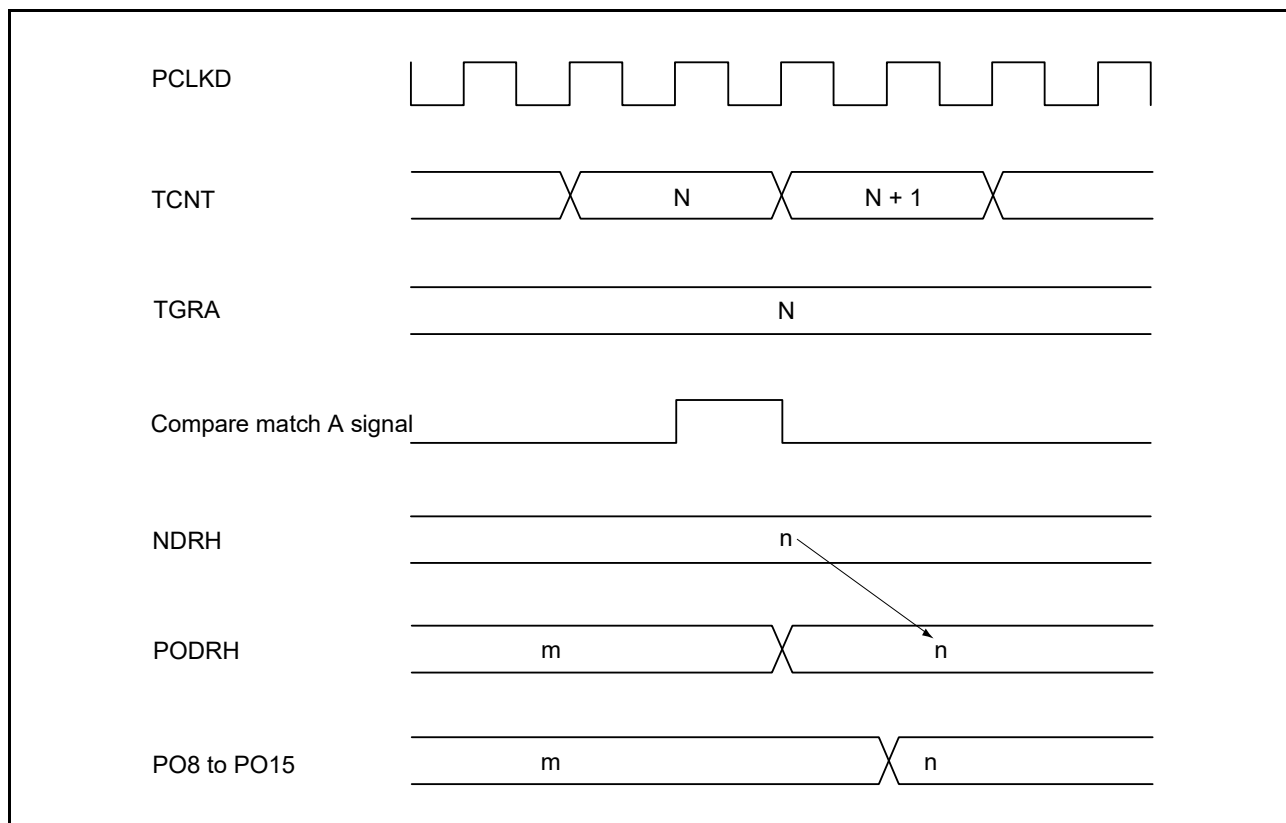 PCLKD
TCNT
N
N + 1
TGRA
N
Compare match A signal
NDRH
n
PODRH
m
n
PO8 to PO15
m
n